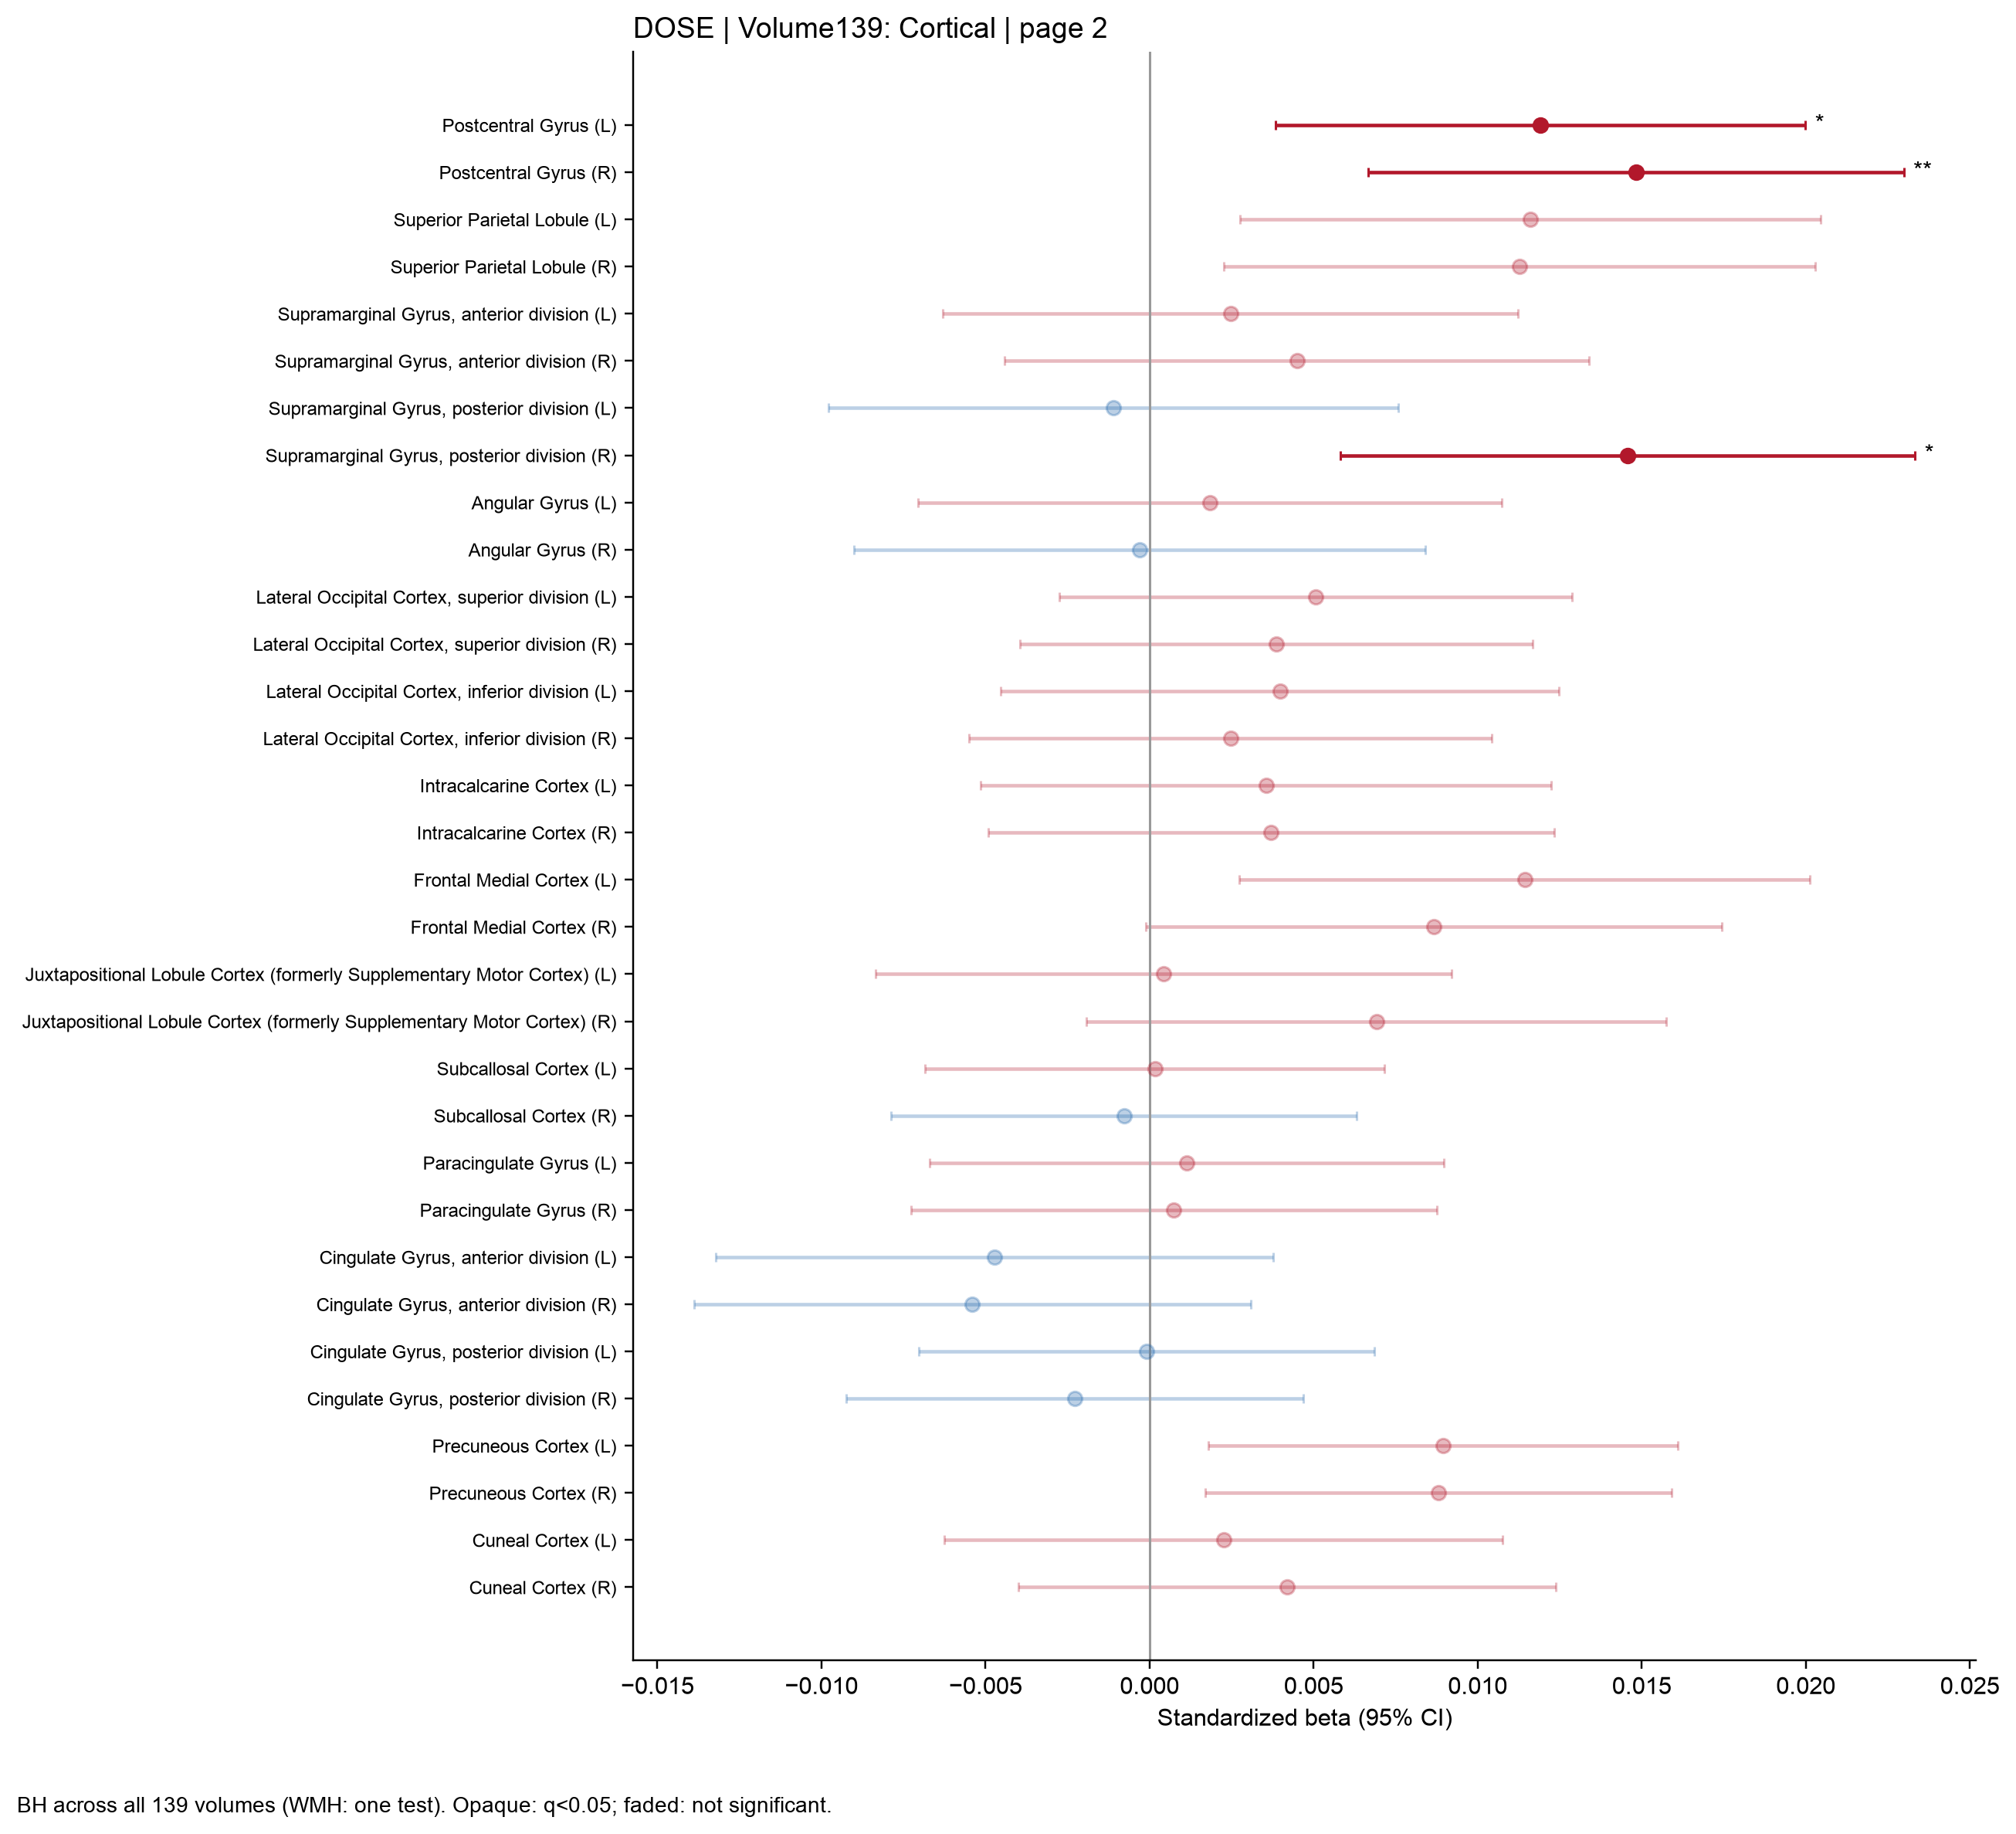 DOSE | Volume139: Cortical | page 2
Postcentral Gyrus (L)
*
Postcentral Gyrus (R)
**
Superior Parietal Lobule (L)
Superior Parietal Lobule (R)
Supramarginal Gyrus, anterior division (L)
Supramarginal Gyrus, anterior division (R)
Supramarginal Gyrus, posterior division (L)
Supramarginal Gyrus, posterior division (R)
*
Angular Gyrus (L)
Angular Gyrus (R)
Lateral Occipital Cortex, superior division (L)
Lateral Occipital Cortex, superior division (R)
Lateral Occipital Cortex, inferior division (L)
Lateral Occipital Cortex, inferior division (R)
Intracalcarine Cortex (L)
Intracalcarine Cortex (R)
Frontal Medial Cortex (L)
Frontal Medial Cortex (R)
Juxtapositional Lobule Cortex (formerly Supplementary Motor Cortex) (L)
Juxtapositional Lobule Cortex (formerly Supplementary Motor Cortex) (R)
Subcallosal Cortex (L)
Subcallosal Cortex (R)
Paracingulate Gyrus (L)
Paracingulate Gyrus (R)
Cingulate Gyrus, anterior division (L)
Cingulate Gyrus, anterior division (R)
Cingulate Gyrus, posterior division (L)
Cingulate Gyrus, posterior division (R)
Precuneous Cortex (L)
Precuneous Cortex (R)
Cuneal Cortex (L)
Cuneal Cortex (R)
−0.015 −0.010 −0.005 0.000 0.005 0.010 0.015 0.020 0.025
Standardized beta (95% CI)
BH across all 139 volumes (WMH: one test). Opaque: q<0.05; faded: not significant.